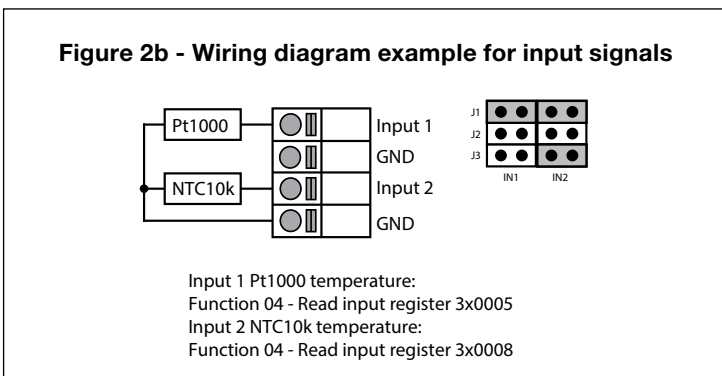 Figure 2b - Wiring diagram example for input signals
Pt1000
Input 1
GND
NTC10k
Input 2
GND
J1
J2
J3
IN1 IN2
Input 1 Pt1000 temperature:
Function 04 - Read input register 3x0005
Input 2 NTC10k temperature:
Function 04 - Read input register 3x0008